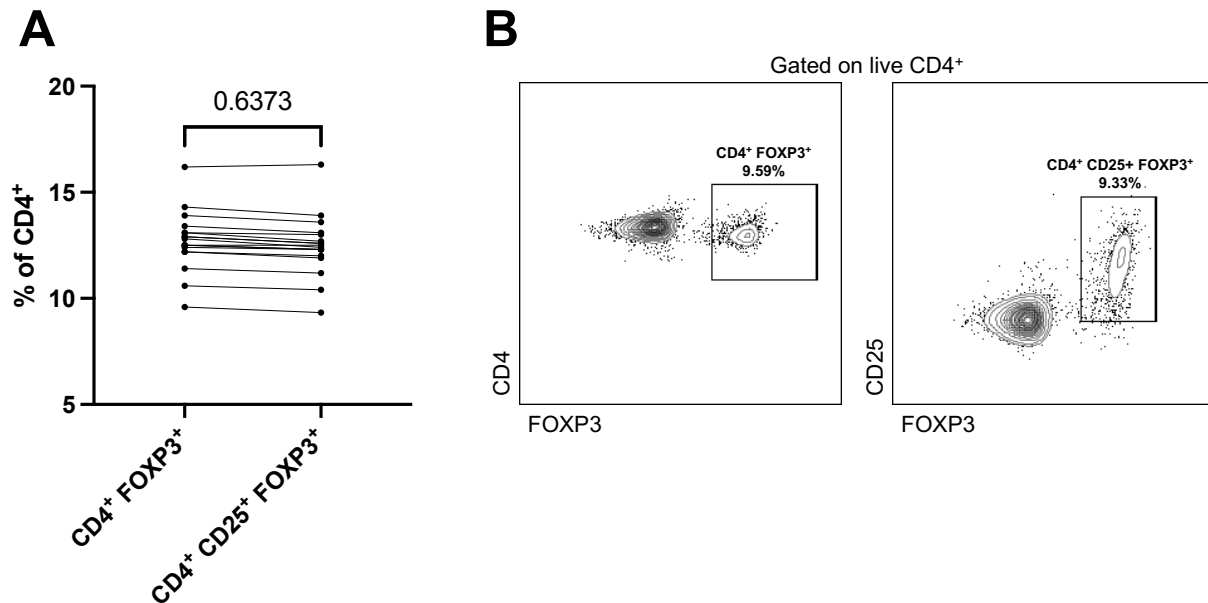 A
20
15
10
5
% of CD4⁺
0.6373
CD4⁺ FOXP3⁺
CD4⁺ CD25⁺ FOXP3⁺
B
Gated on live CD4⁺
CD4⁺ FOXP3⁺
9.59%
CD4
FOXP3
CD4⁺ CD25+ FOXP3⁺
9.33%
CD25
FOXP3